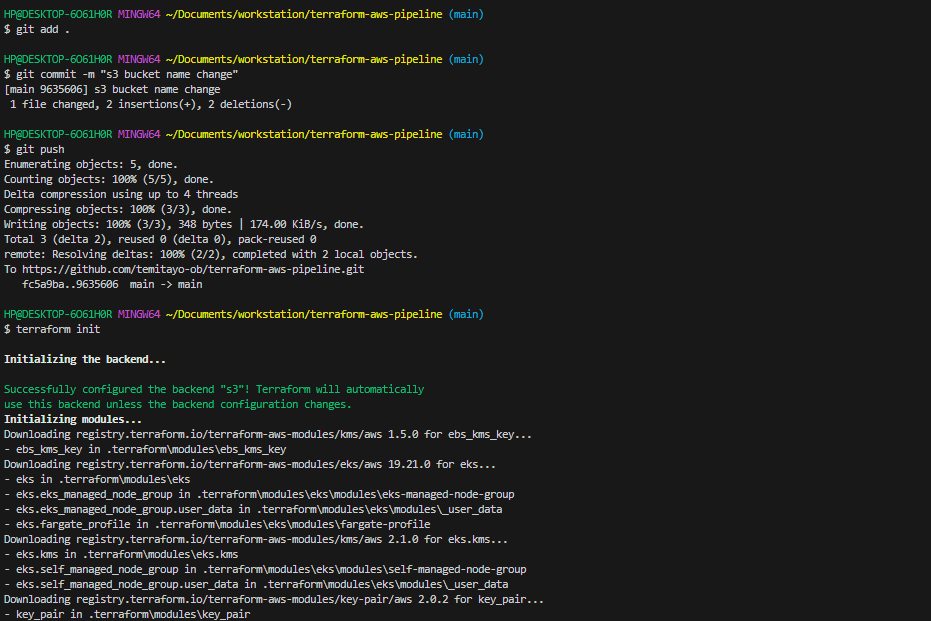 HP@DESKTOP-6O61H0R MINGW64 ~/Documents/workstation/terraform-aws-pipeline (main)
$ git add .
HP@DESKTOP-6O61H0R MINGW64 ~/Documents/workstation/terraform-aws-pipeline (main)
$ git commit -m "s3 bucket name change"
[main 9635606] s3 bucket name change
 1 file changed, 2 insertions(+), 2 deletions(-)
HP@DESKTOP-6O61H0R MINGW64 ~/Documents/workstation/terraform-aws-pipeline (main)
$ git push
Enumerating objects: 5, done.
Counting objects: 100% (5/5), done.
Delta compression using up to 4 threads
Compressing objects: 100% (3/3), done.
Writing objects: 100% (3/3), 348 bytes | 174.00 KiB/s, done.
Total 3 (delta 2), reused 0 (delta 0), pack-reused 0
remote: Resolving deltas: 100% (2/2), completed with 2 local objects.
To https://github.com/temitayo-ob/terraform-aws-pipeline.git
   fc5a9ba..9635606  main -> main
HP@DESKTOP-6O61H0R MINGW64 ~/Documents/workstation/terraform-aws-pipeline (main)
$ terraform init
Initializing the backend...
Successfully configured the backend "s3"! Terraform will automatically
use this backend unless the backend configuration changes.
Initializing modules...
Downloading registry.terraform.io/terraform-aws-modules/kms/aws 1.5.0 for ebs_kms_key...
- ebs_kms_key in .terraform\modules\ebs_kms_key
Downloading registry.terraform.io/terraform-aws-modules/eks/aws 19.21.0 for eks...
- eks in .terraform\modules\eks
- eks.eks_managed_node_group in .terraform\modules\eks\modules\eks-managed-node-group
- eks.eks_managed_node_group.user_data in .terraform\modules\eks\modules\_user_data
- eks.fargate_profile in .terraform\modules\eks\modules\fargate-profile
Downloading registry.terraform.io/terraform-aws-modules/kms/aws 2.1.0 for eks.kms...
- eks.kms in .terraform\modules\eks.kms
- eks.self_managed_node_group in .terraform\modules\eks\modules\self-managed-node-group
- eks.self_managed_node_group.user_data in .terraform\modules\eks\modules\_user_data
Downloading registry.terraform.io/terraform-aws-modules/key-pair/aws 2.0.2 for key_pair...
- key_pair in .terraform\modules\key_pair